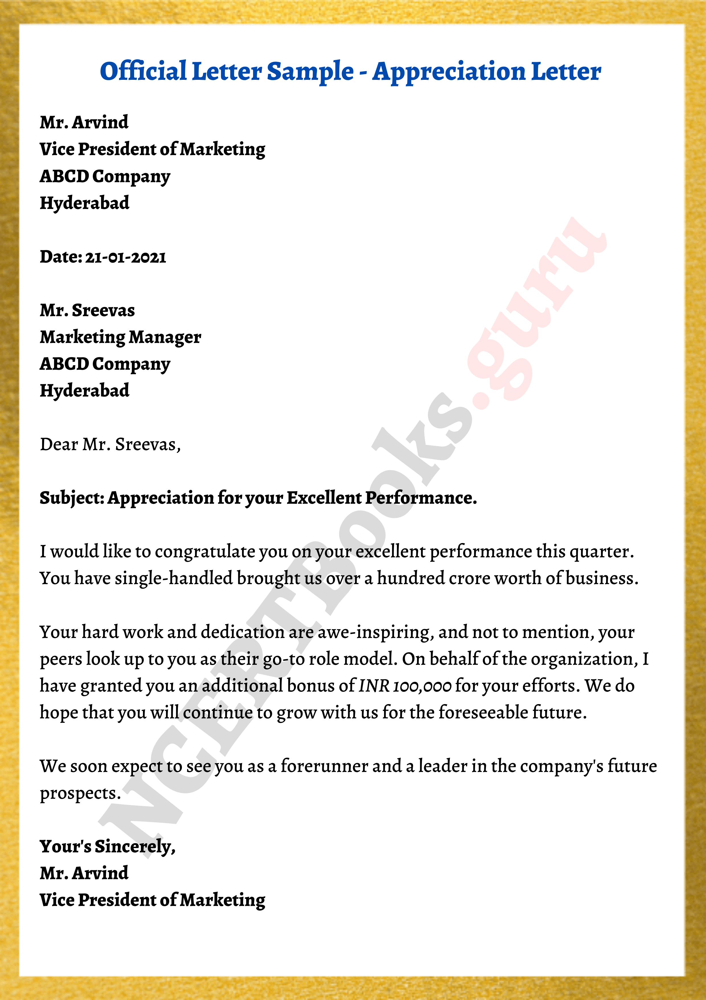 Official Letter Sample - Appreciation Letter
Mr. Arvind
Vice President of Marketing
ABCD Company
Hyderabad
Date: 21-01-2021
Mr. Sreevas
Marketing Manager
ABCD Company
Hyderabad
Dear Mr. Sreevas,
Subject: Appreciation for your Excellent Performance.
I would like to congratulate you on your excellent performance this quarter.
You have single-handled brought us over a hundred crore worth of business.
Your hard work and dedication are awe-inspiring, and not to mention, your
peers look up to you as their go-to role model. On behalf of the organization, I
have granted you an additional bonus of INR 100,000 for your efforts. We do
hope that you will continue to grow with us for the foreseeable future.
We soon expect to see you as a forerunner and a leader in the company's future
prospects.
Your's Sincerely,
Mr. Arvind
Vice President of Marketing
NCERTBooks.guru